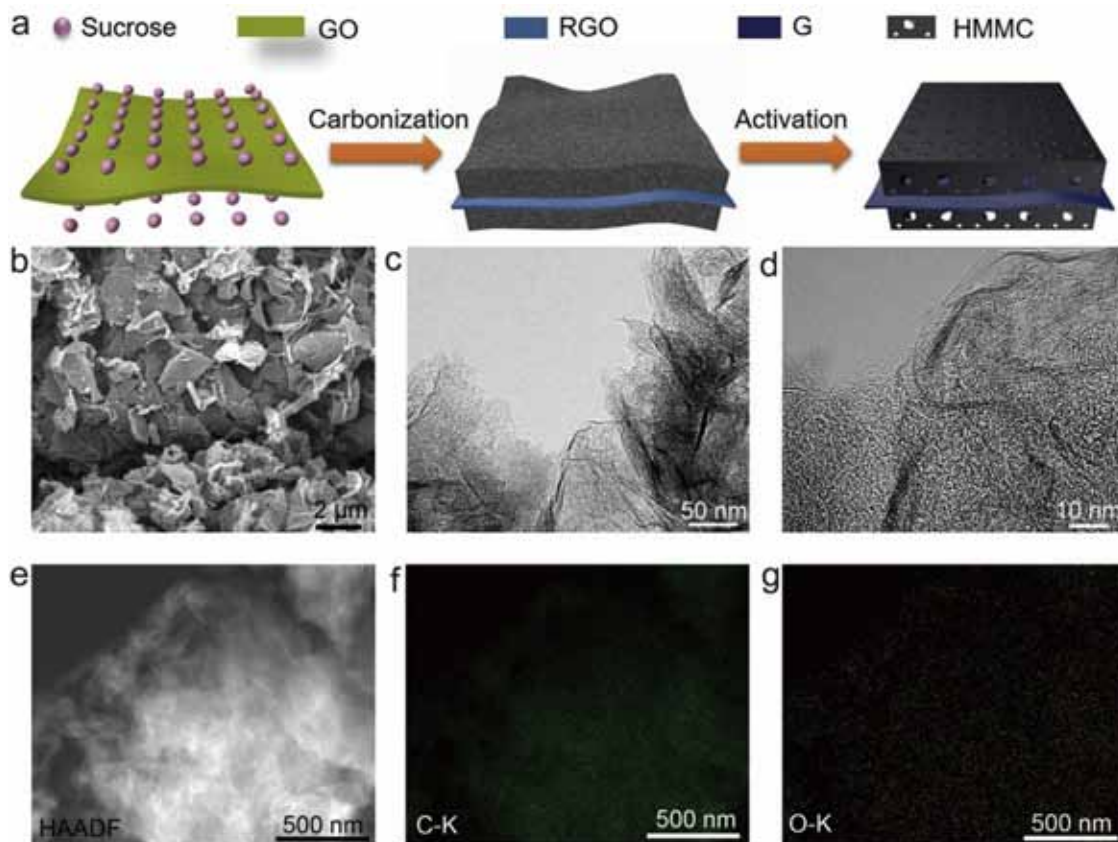 a Sucrose GO RGO G HMMC
Carbonization Activation
b c d
2 μm 50 nm 10 nm
e f g
HAADF 500 nm C-K 500 nm O-K 500 nm